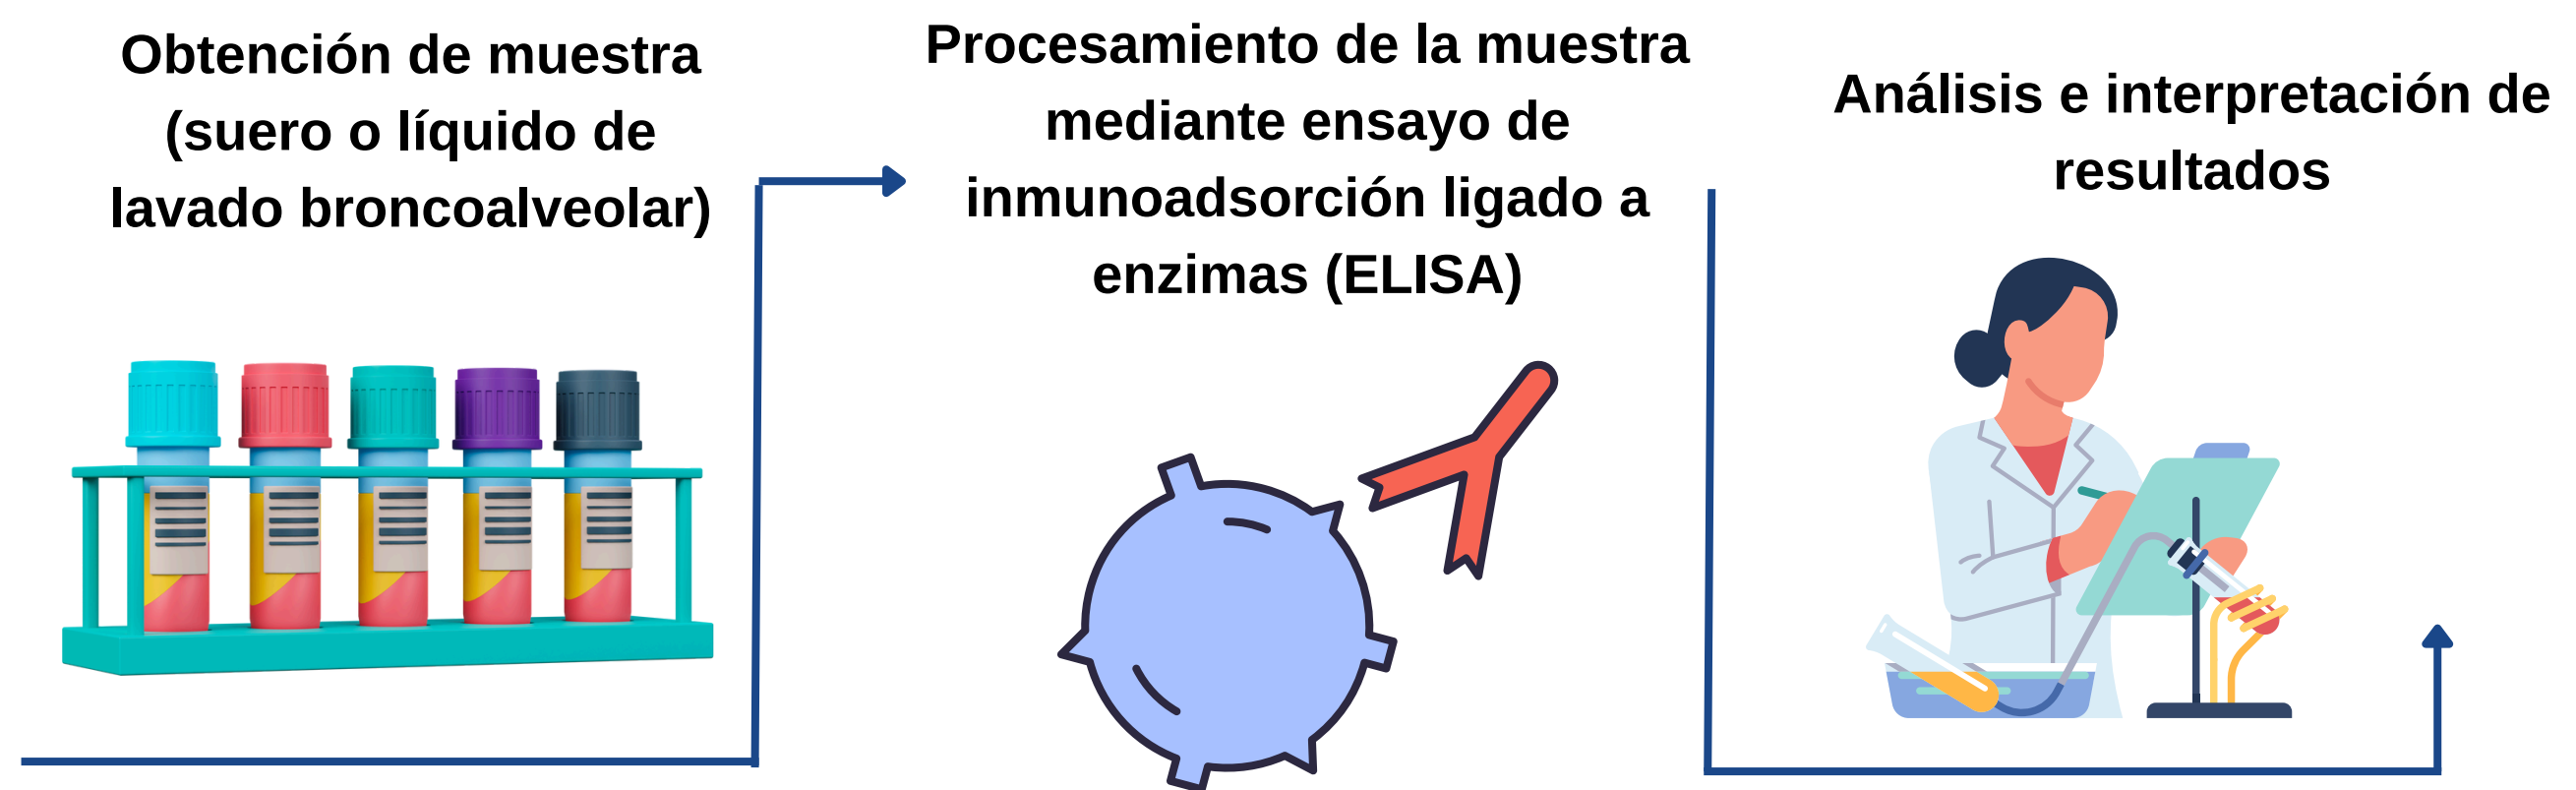 Obtención de muestra
(suero o líquido de
lavado broncoalveolar)
Procesamiento de la muestra
mediante ensayo de
inmunoadsorción ligado a
enzimas (ELISA)
Análisis e interpretación de
resultados